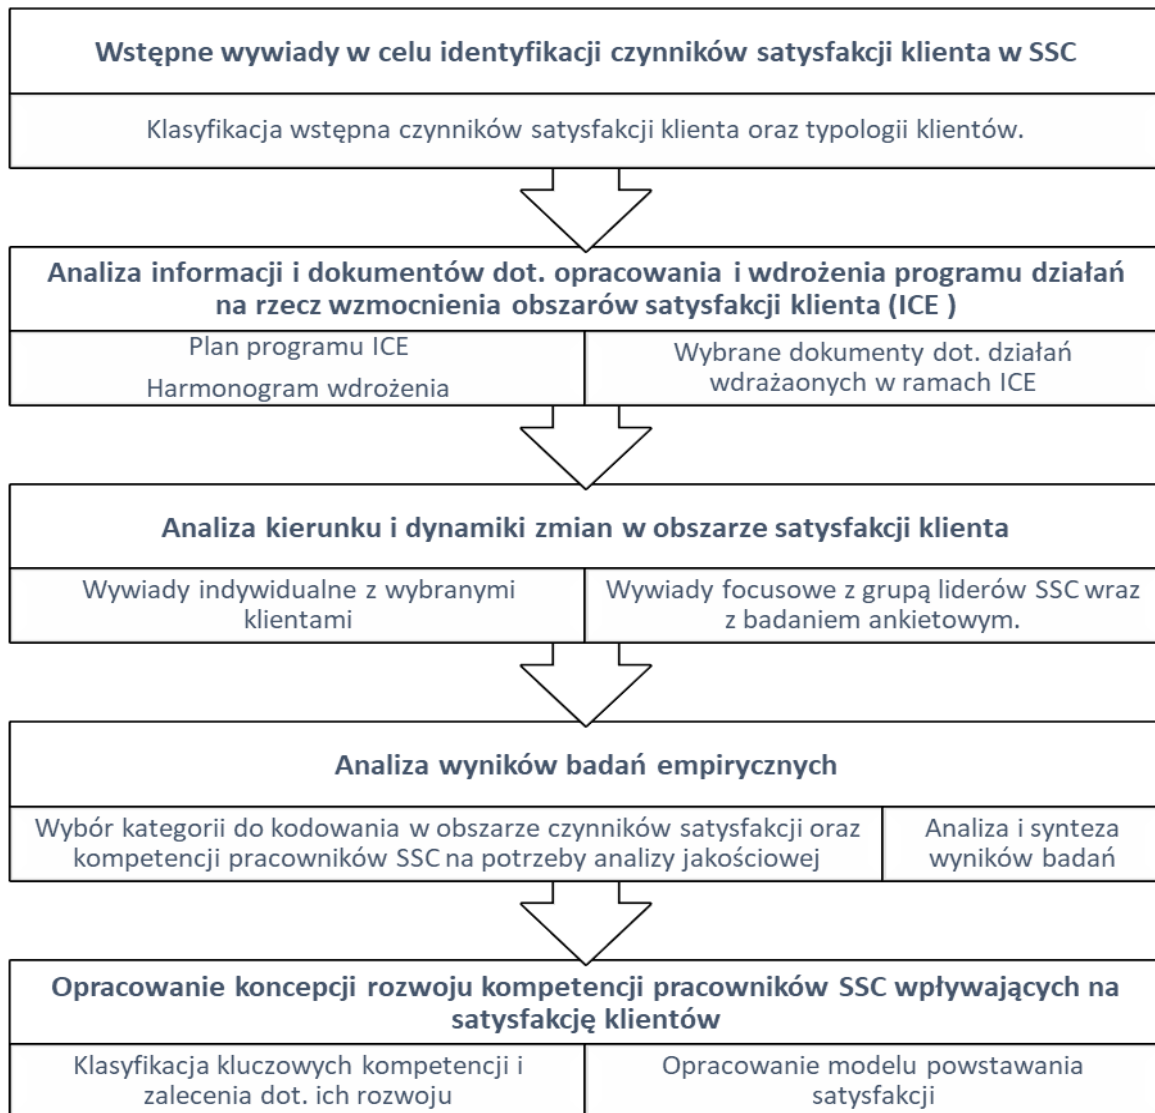 Wstępne wywiady w celu identyfikacji czynników satysfakcji klienta w SSC
Klasyfikacja wstępna czynników satysfakcji klienta oraz typologii klientów.
Analiza informacji i dokumentów dot. opracowania i wdrożenia programu działań
na rzecz wzmocnienia obszarów satysfakcji klienta (ICE )
Plan programu ICE
Harmonogram wdrożenia
Wybrane dokumenty dot. działań
wdrażaonych w ramach ICE
Analiza kierunku i dynamiki zmian w obszarze satysfakcji klienta
Wywiady indywidualne z wybranymi
klientami
Wywiady focusowe z grupą liderów SSC wraz
z badaniem ankietowym.
Analiza wyników badań empirycznych
Wybór kategorii do kodowania w obszarze czynników satysfakcji oraz
kompetencji pracowników SSC na potrzeby analizy jakościowej
Analiza i synteza
wyników badań
Opracowanie koncepcji rozwoju kompetencji pracowników SSC wpływających na
satysfakcję klientów
Klasyfikacja kluczowych kompetencji i
zalecenia dot. ich rozwoju
Opracowanie modelu powstawania
satysfakcji